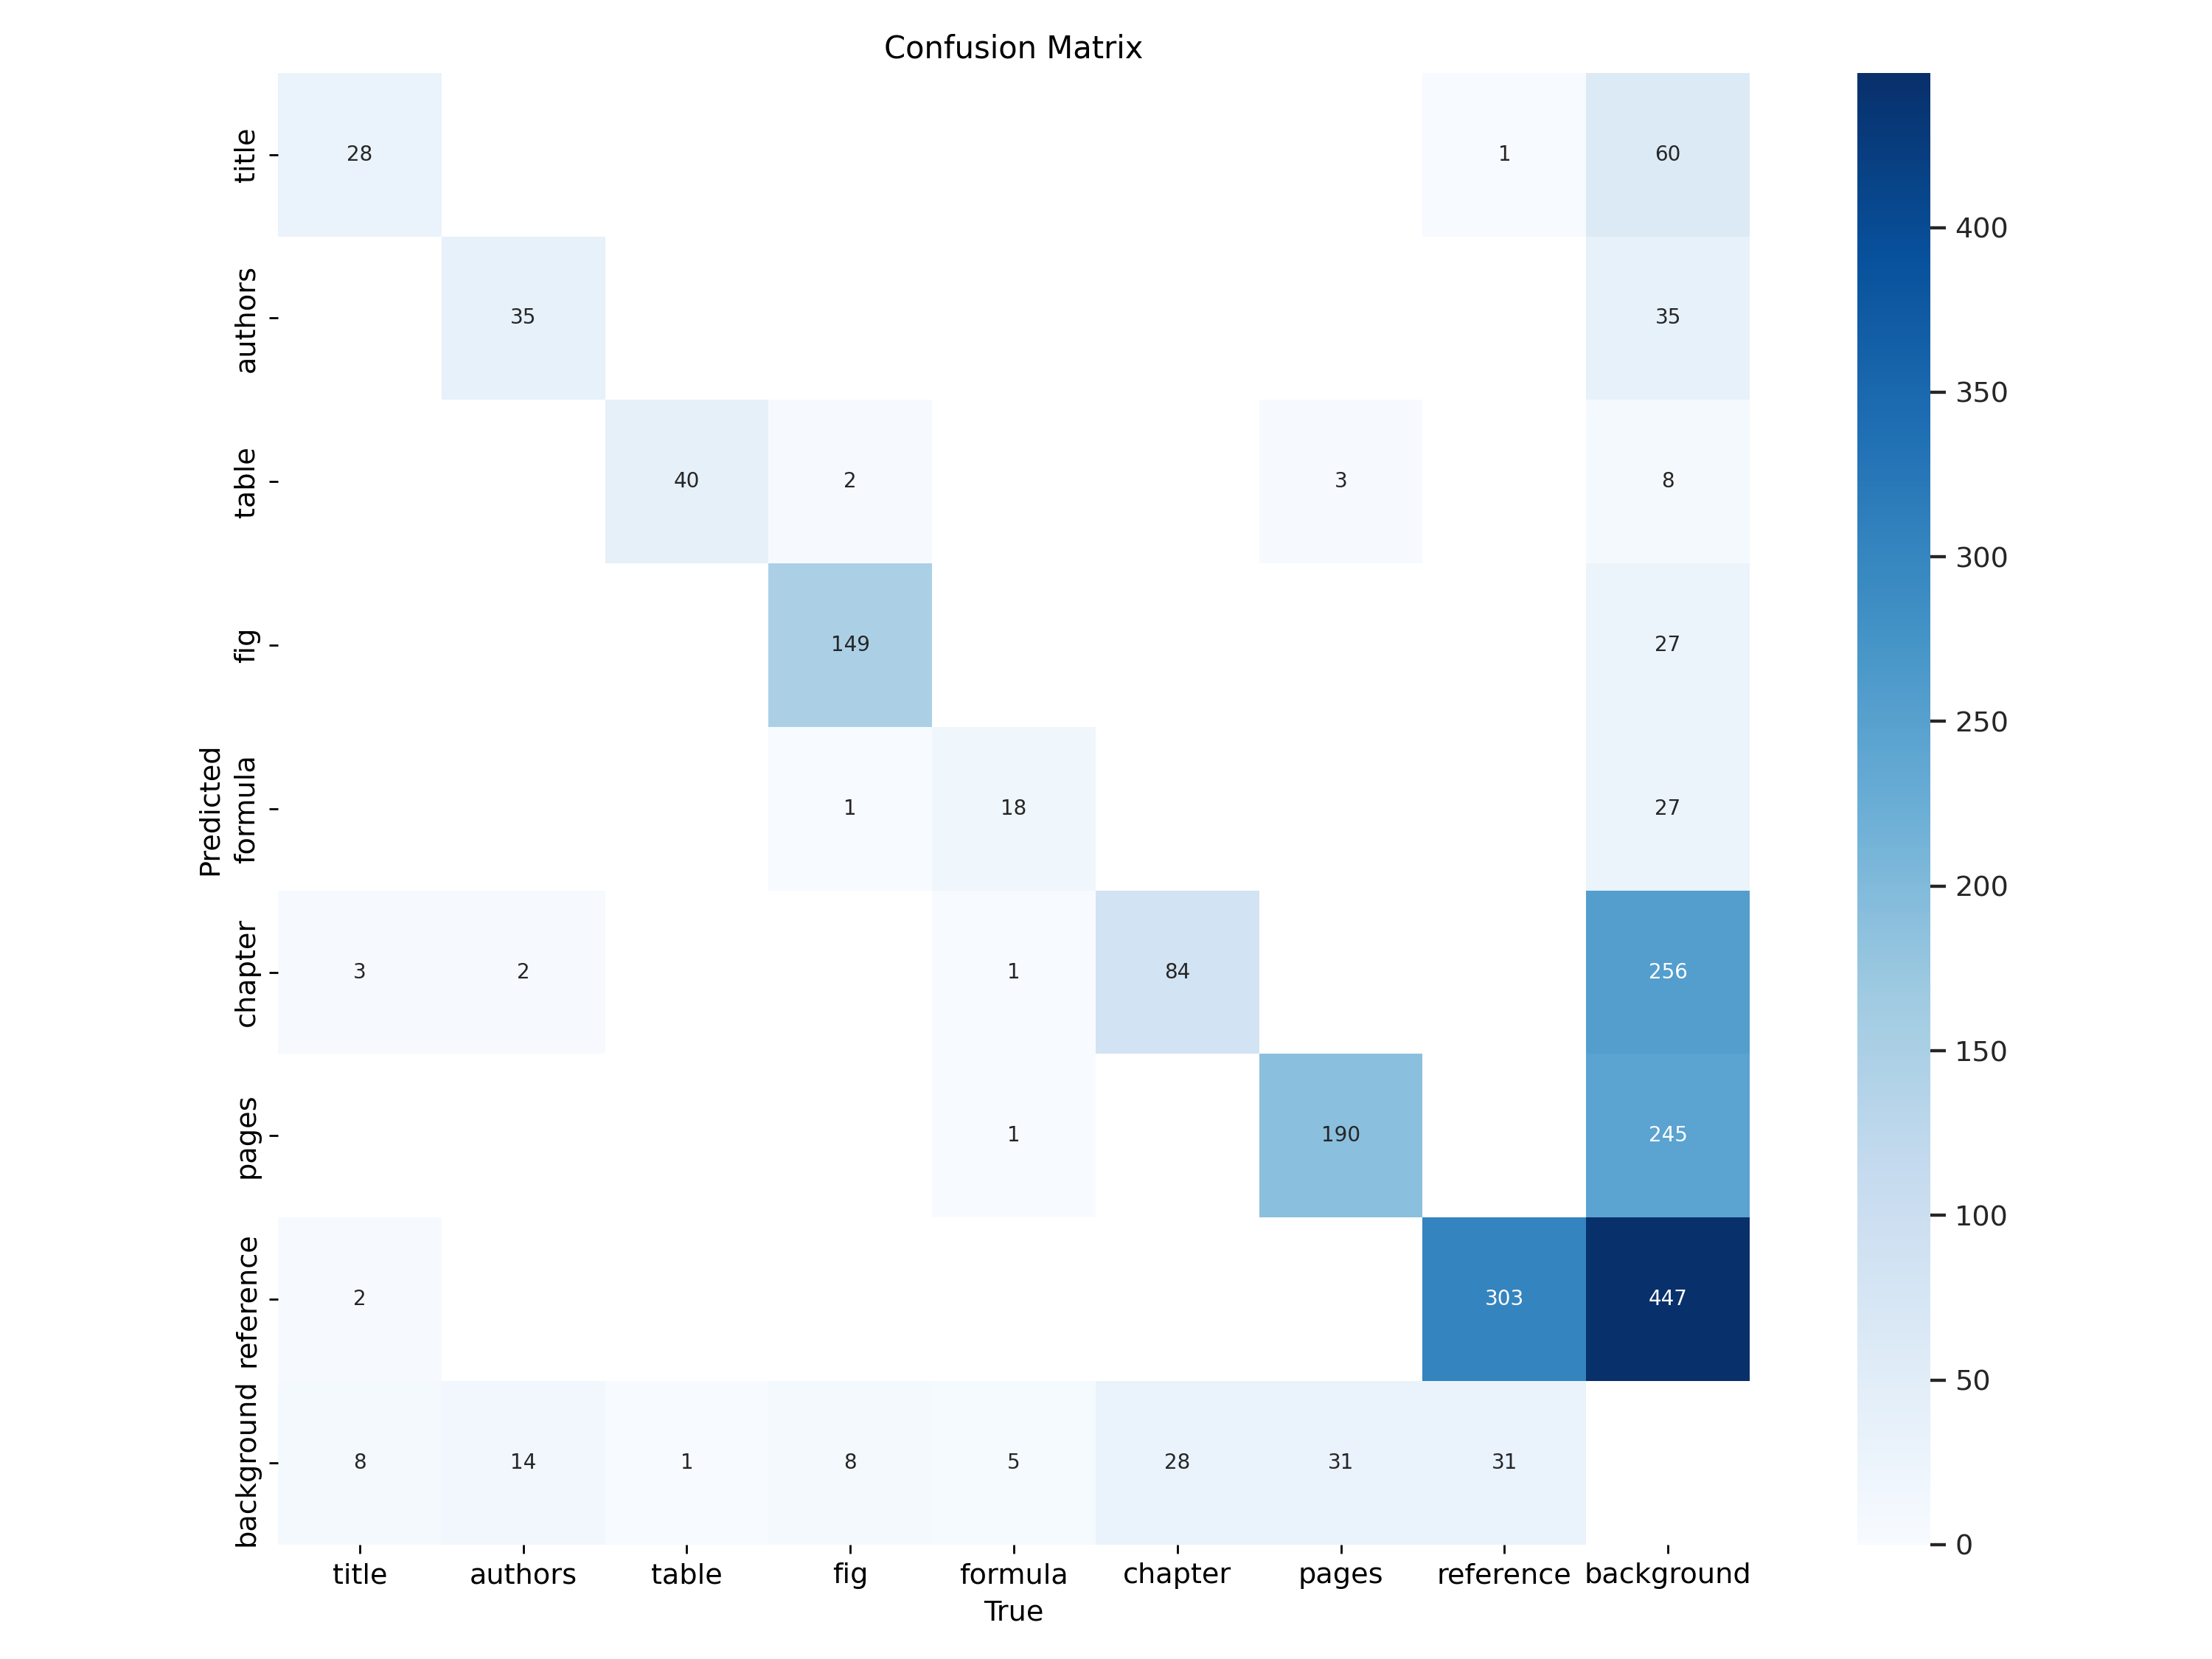 Confusion Matrix
title 28 1 60
authors 35 35
table 40 2 3 8
fig 149 27
formula 1 18 27
chapter 3 2 1 84 256
pages 1 190 245
reference 2 303 447
background 8 14 1 8 5 28 31 31
Predicted
title authors table fig formula chapter pages reference background
True
400
350
300
250
200
150
100
50
0